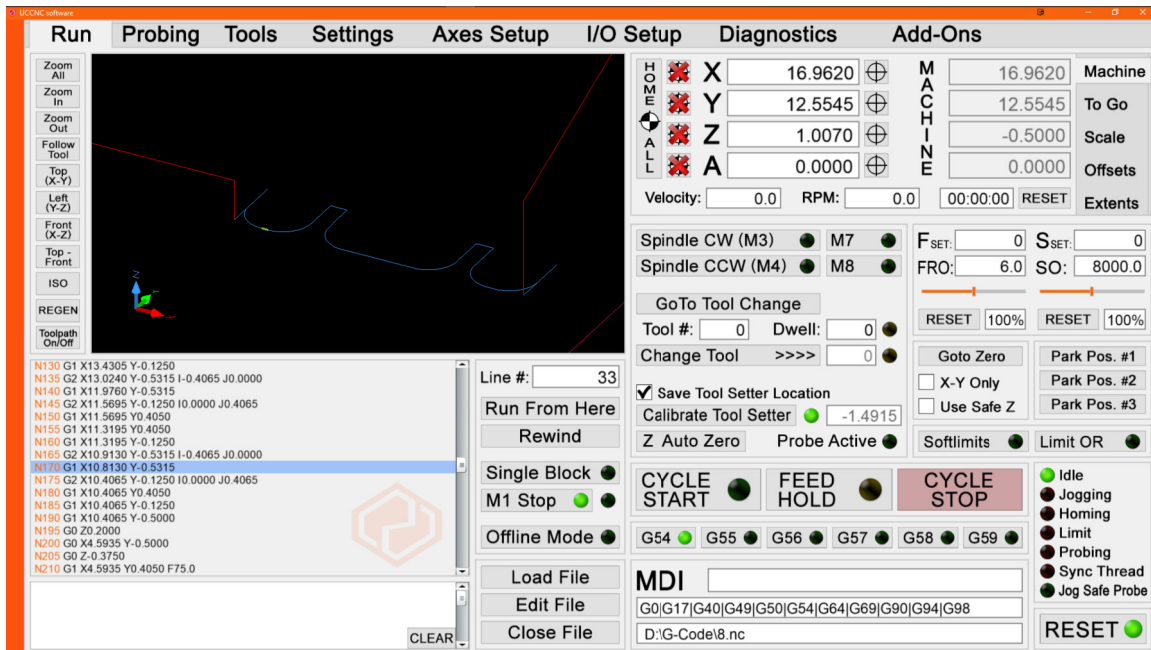 UCCNC software
Run Probing Tools Settings Axes Setup I/O Setup Diagnostics Add-Ons
Zoom All
Zoom In
Zoom Out
Follow Tool
Top (X-Y)
Left (Y-Z)
Front (X-Z)
Top - Front
ISO
REGEN
Toolpath On/Off
Z
HOME ALL
X 16.9620
Y 12.5545
Z 1.0070
A 0.0000
MACHINE
16.9620
12.5545
-0.5000
0.0000
Machine
To Go
Scale
Offsets
Extents
Velocity: 0.0 RPM: 0.0 00:00:00 RESET
Spindle CW (M3) M7
Spindle CCW (M4) M8
GoTo Tool Change
Tool #: 0 Dwell: 0
Change Tool >>>> 0
Save Tool Setter Location
Calibrate Tool Setter -1.4915
Z Auto Zero Probe Active
FSET: 0 SSET: 0
FRO: 6.0 SO: 8000.0
RESET 100% RESET 100%
Goto Zero
X-Y Only
Use Safe Z
Park Pos. #1
Park Pos. #2
Park Pos. #3
Softlimits Limit OR
N130 G1 X13.4305 Y-0.1250
N135 G2 X13.0240 Y-0.5315 I-0.4065 J0.0000
N140 G1 X11.9760 Y-0.5315
N145 G2 X11.5695 Y-0.1250 I0.0000 J0.4065
N150 G1 X11.5695 Y0.4050
N155 G1 X11.3195 Y0.4050
N160 G1 X11.3195 Y-0.1250
N165 G2 X10.9130 Y-0.5315 I-0.4065 J0.0000
N170 G1 X10.8130 Y-0.5315
N175 G2 X10.4065 Y-0.1250 I0.0000 J0.4065
N180 G1 X10.4065 Y0.4050
N185 G1 X10.4065 Y-0.1250
N190 G1 X10.4065 Y-0.5000
N195 G0 Z0.2000
N200 G0 X4.5935 Y-0.5000
N205 G0 Z-0.3750
N210 G1 X4.5935 Y0.4050 F75.0
CLEAR
Line #: 33
Run From Here
Rewind
Single Block
M1 Stop
Offline Mode
Load File
Edit File
Close File
CYCLE START
FEED HOLD
CYCLE STOP
G54 G55 G56 G57 G58 G59
MDI
G0|G17|G40|G49|G50|G54|G64|G69|G90|G94|G98
D:\G-Code\8.nc
Idle
Jogging
Homing
Limit
Probing
Sync Thread
Jog Safe Probe
RESET